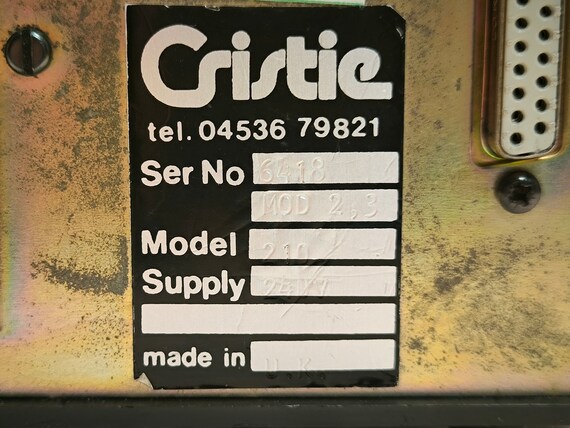 Cristie
tel. 04536 79821
Ser No 6418
MOD 2,3
Model 210
Supply
made in U.K.